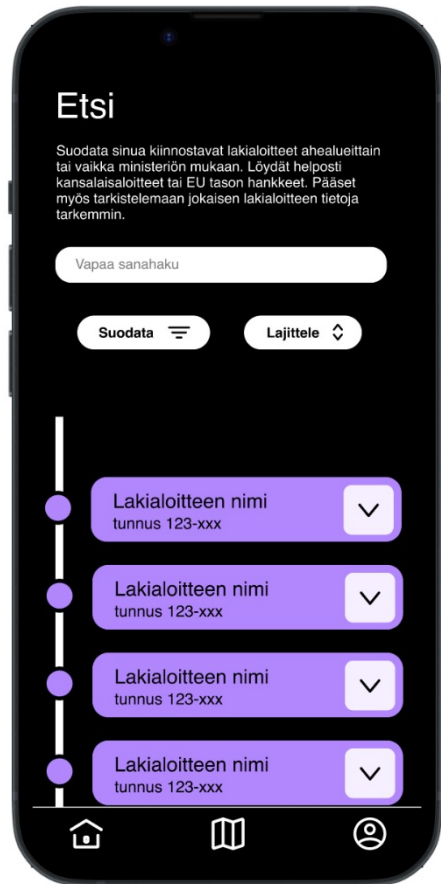 Etsi
Suodata sinua kiinnostavat lakialoitteet ahealueittain
tai vaikka ministeriön mukaan. Löydät helposti
kansalaisaloitteet tai EU tason hankkeet. Pääset
myös tarkistelemaan jokaisen lakialoitteen tietoja
tarkemmin.
Vapaa sanahaku
Suodata
Lajittele
Lakialoitteen nimi
tunnus 123-xxx
Lakialoitteen nimi
tunnus 123-xxx
Lakialoitteen nimi
tunnus 123-xxx
Lakialoitteen nimi
tunnus 123-xxx